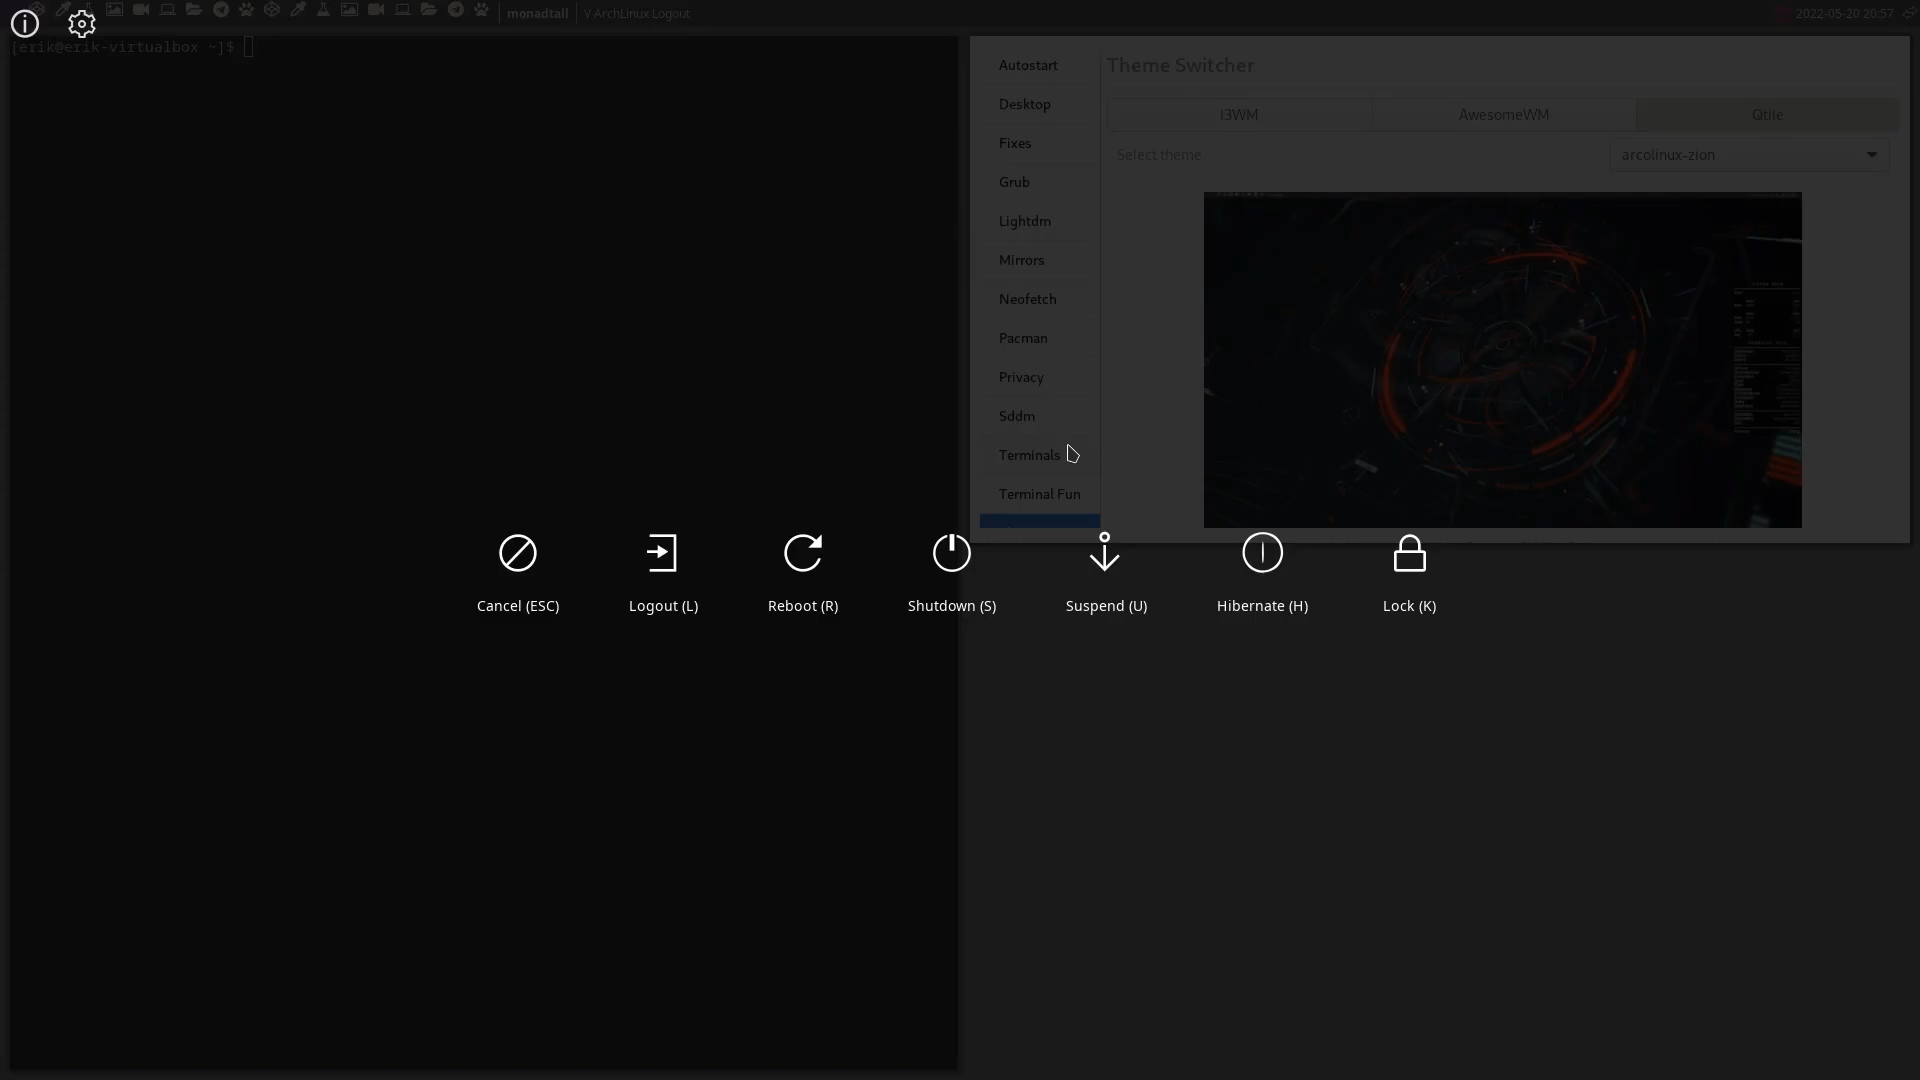 monadtall V ArchLinux Logout 2022-05-20 20:57
[erik@erik-virtualbox ~]$
Autostart
Desktop
Fixes
Grub
Lightdm
Mirrors
Neofetch
Pacman
Privacy
Sddm
Terminals
Terminal Fun
Theme Switcher
I3WM AwesomeWM Qtile
Select theme arcolinux-zion
Cancel (ESC) Logout (L) Reboot (R) Shutdown (S) Suspend (U) Hibernate (H) Lock (K)